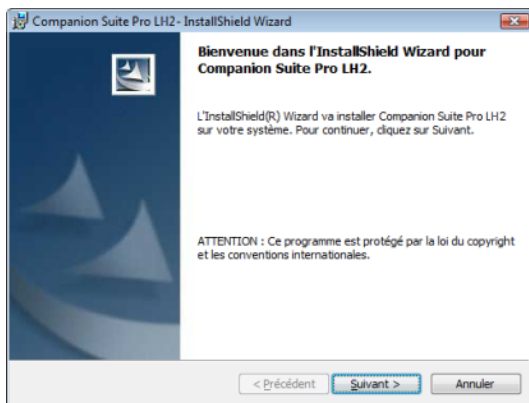 Companion Suite Pro LH2- InstallShield Wizard
Bienvenue dans l'InstallShield Wizard pour
Companion Suite Pro LH2.
L'InstallShield(R) Wizard va installer Companion Suite Pro LH2
sur votre système. Pour continuer, cliquez sur Suivant.
ATTENTION : Ce programme est protégé par la loi du copyright
et les conventions internationales.
< Précédent Suivant > Annuler